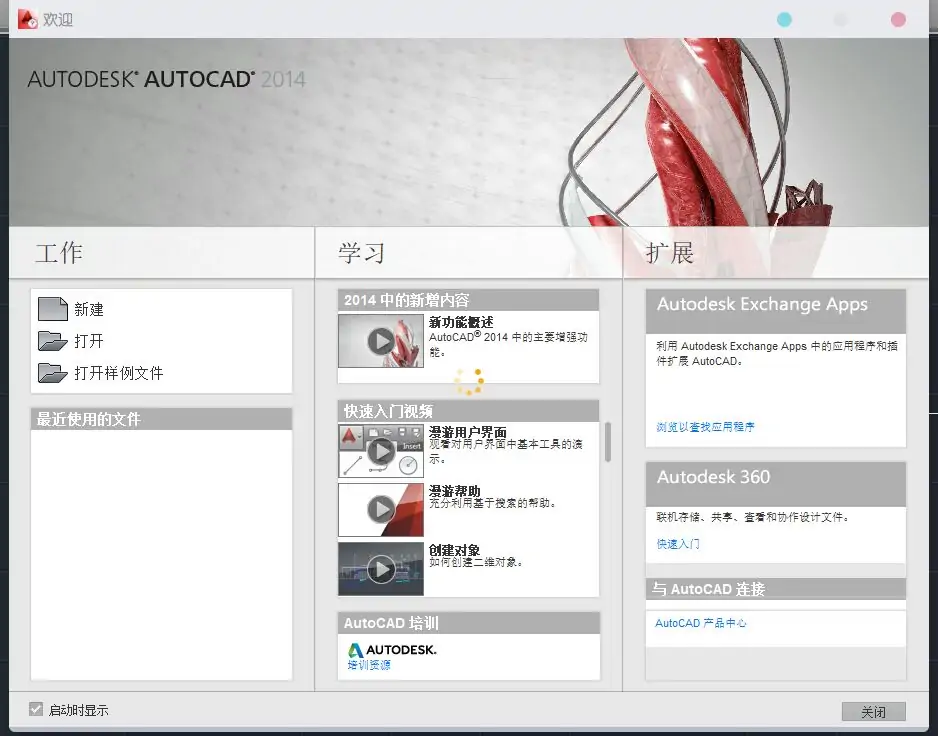 欢迎
AUTODESK® AUTOCAD® 2014
工作
新建
打开
打开样例文件
最近使用的文件
学习
2014 中的新增内容
新功能概述
AutoCAD® 2014 中的主要增强功
能。
快速入门视频
Insert
漫游用户界面
观看对用户界面中基本工具的演
示。
漫游帮助
充分利用基于搜索的帮助。
创建对象
如何创建二维对象。
AutoCAD 培训
AUTODESK.
培训资源
扩展
Autodesk Exchange Apps
利用 Autodesk Exchange Apps 中的应用程序和插
件扩展 AutoCAD。
浏览以查找应用程序
Autodesk 360
联机存储、共享、查看和协作设计文件。
快速入门
与 AutoCAD 连接
AutoCAD 产品中心
启动时显示
关闭